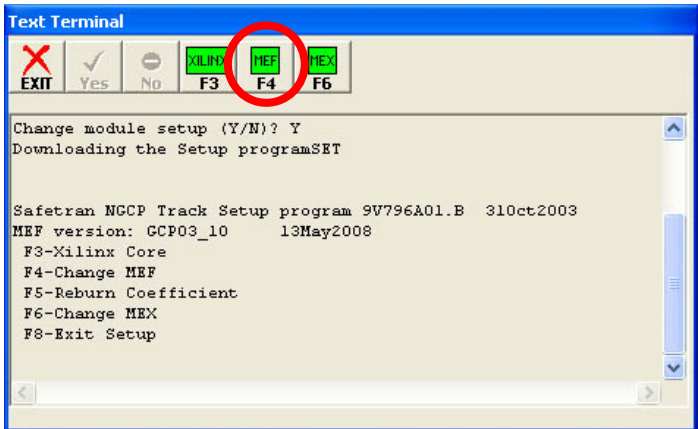 Text Terminal
EXIT Yes No XILINX F3 MEF F4 MEX F6
Change module setup (Y/N)? Y
Downloading the Setup programSET
Safetran NGCP Track Setup program 9V796A01.B 31Oct2003
MEF version: GCP03_10 13May2008
F3-Xilinx Core
F4-Change MEF
F5-Reburn Coefficient
F6-Change MEX
F8-Exit Setup